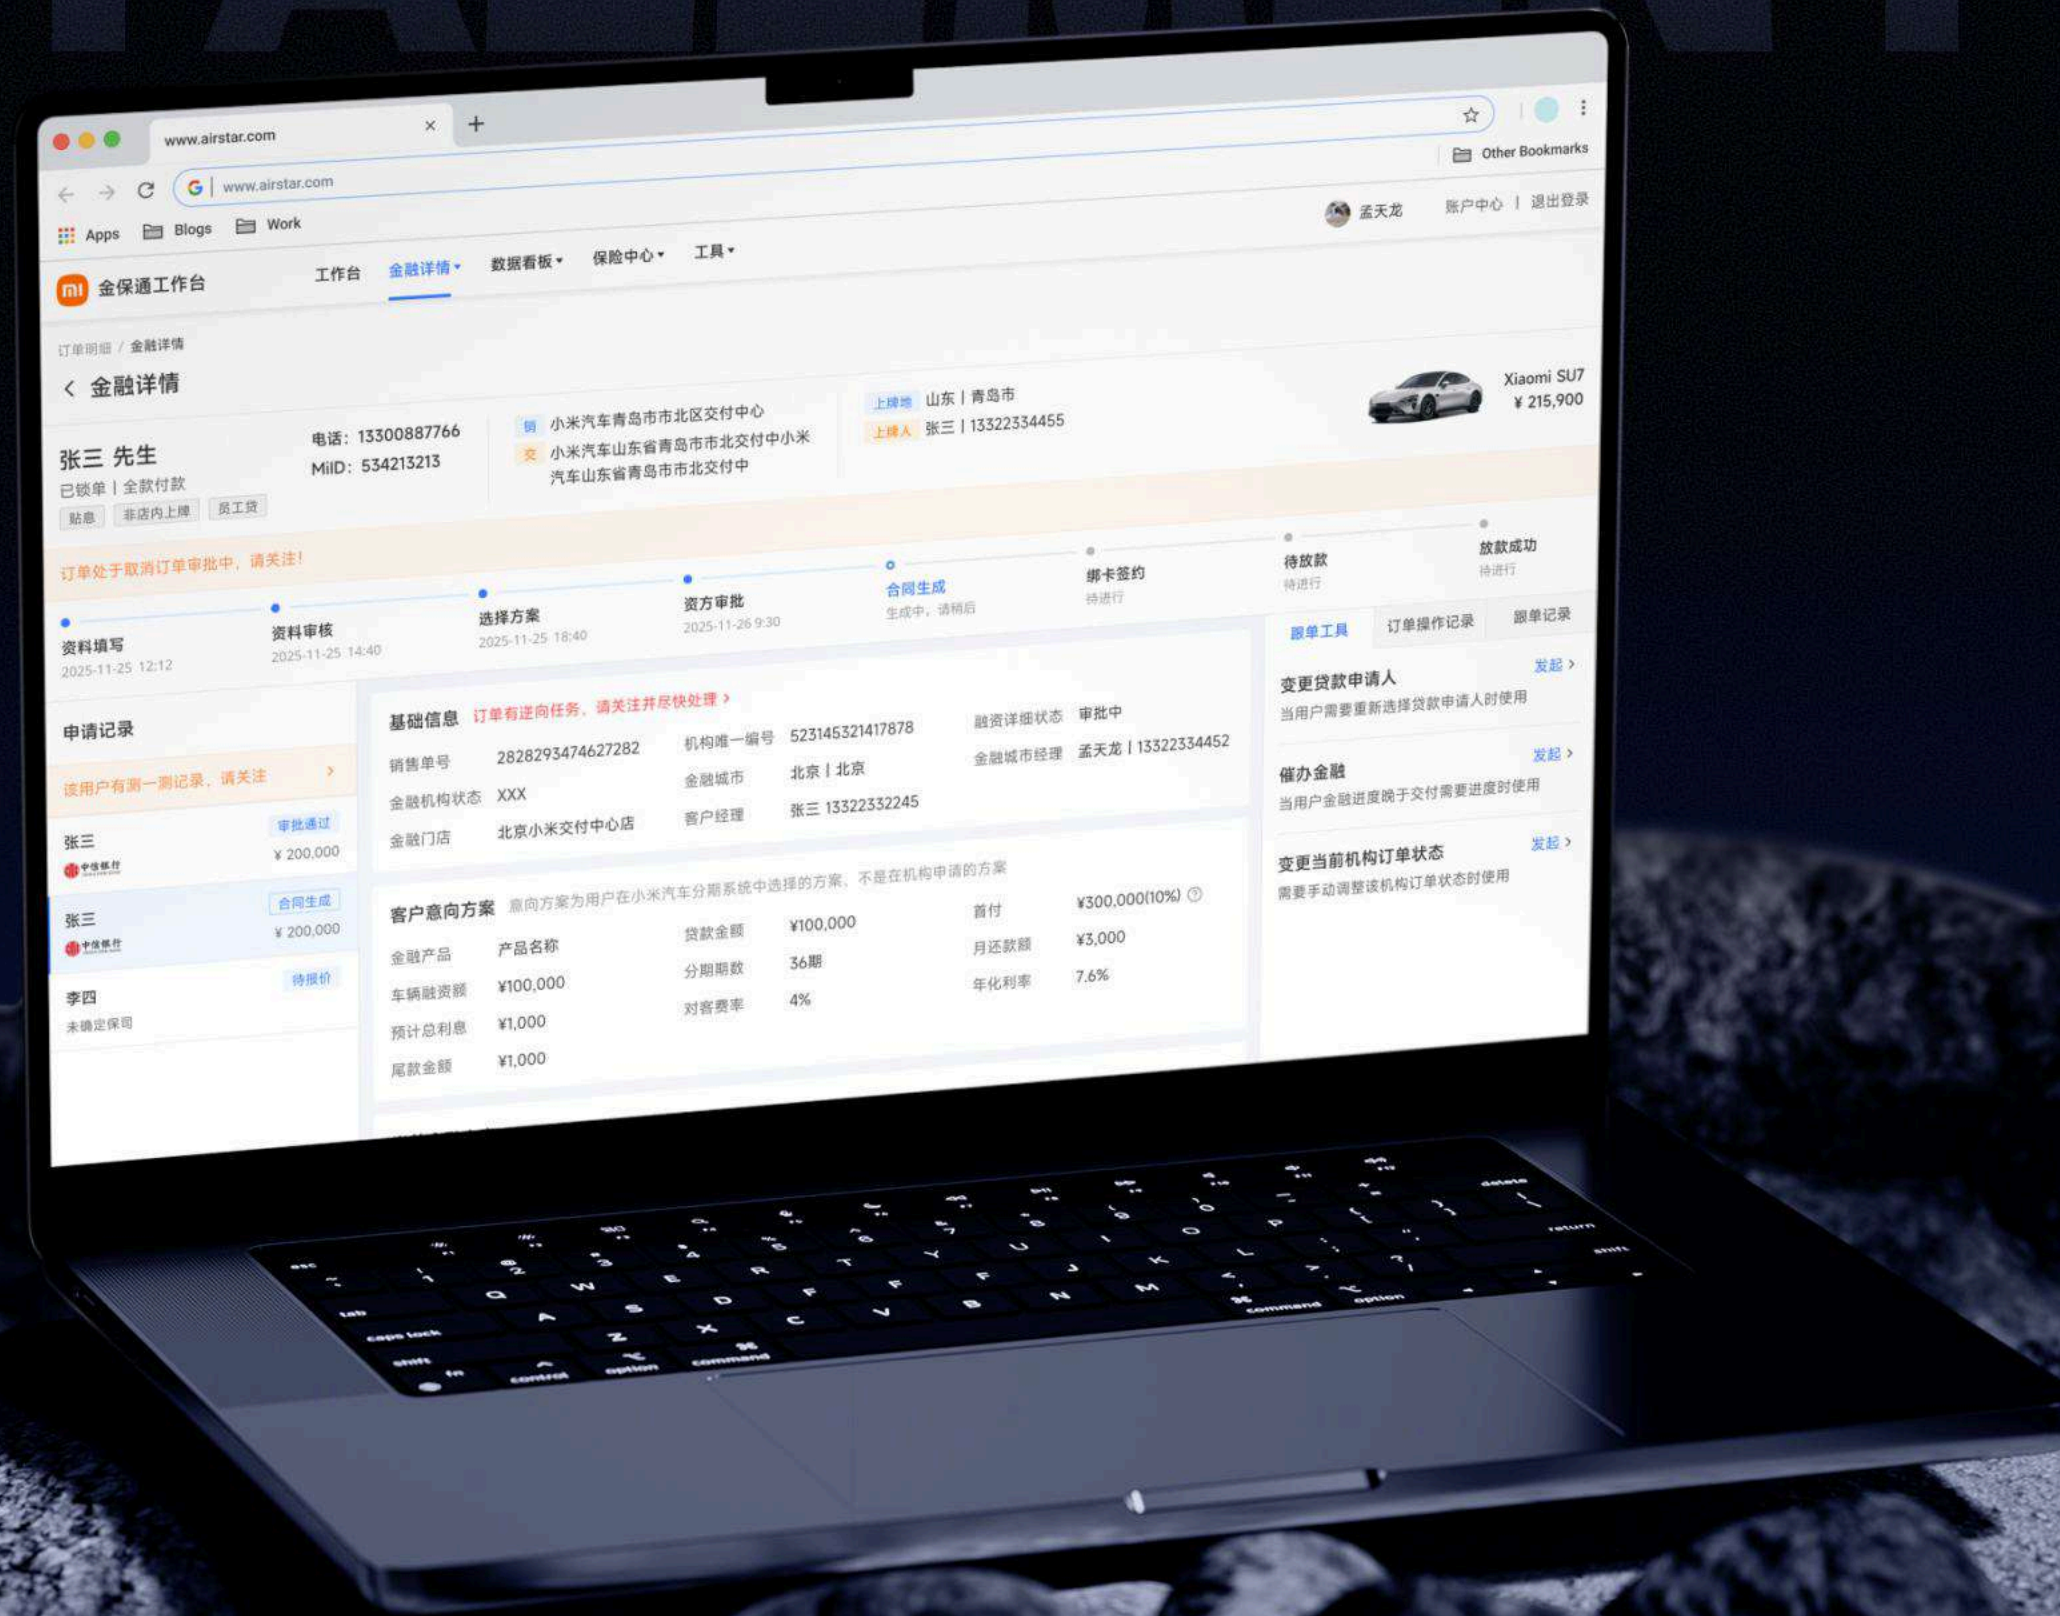 www.airstar.com
www.airstar.com
Other Bookmarks
Apps Blogs Work
孟天龙 账户中心 | 退出登录
金保通工作台 工作台 金融详情 数据看板 保险中心 工具
订单明细 / 金融详情
金融详情
张三 先生
已锁单 | 全款付款
贴息 非店内上牌 员工贷
电话：13300887766
MiID：534213213
销 小米汽车青岛市市北区交付中心
交 小米汽车山东省青岛市市北交付中小米
汽车山东省青岛市市北交付中
上牌地 山东 | 青岛市
上牌人 张三 | 13322334455
Xiaomi SU7
¥ 215,900
订单处于取消订单审批中，请关注！
资料填写
2025-11-25 12:12
资料审核
2025-11-25 14:40
选择方案
2025-11-25 18:40
资方审批
2025-11-26 9:30
合同生成
生成中，请稍后
绑卡签约
待进行
待放款
待进行
放款成功
待进行
申请记录
该用户有测一测记录，请关注
张三 审批通过
中信银行 ¥ 200,000
张三 合同生成
中信银行 ¥ 200,000
李四 待报价
未确定保司
基础信息 订单有逆向任务，请关注并尽快处理
销售单号 2828293474627282 机构唯一编号 523145321417878 融资详细状态 审批中
金融机构状态 XXX 金融城市 北京 | 北京 金融城市经理 孟天龙 | 13322334452
金融门店 北京小米交付中心店 客户经理 张三 13322332245
客户意向方案 意向方案为用户在小米汽车分期系统中选择的方案、不是在机构申请的方案
金融产品 产品名称 贷款金额 ¥100,000 首付 ¥300,000(10%)
车辆融资额 ¥100,000 分期期数 36期 月还款额 ¥3,000
预计总利息 ¥1,000 对客费率 4% 年化利率 7.6%
尾款金额 ¥1,000
跟单工具 订单操作记录 跟单记录
变更贷款申请人 发起
当用户需要重新选择贷款申请人时使用
催办金融 发起
当用户金融进度晚于交付需要进度时使用
变更当前机构订单状态 发起
需要手动调整该机构订单状态时使用
esc
delete
tab Q W E R T Y U I O P
return
caps lock A S D F F F J K L
shift Z X C V B N M shift
fn control option command command option